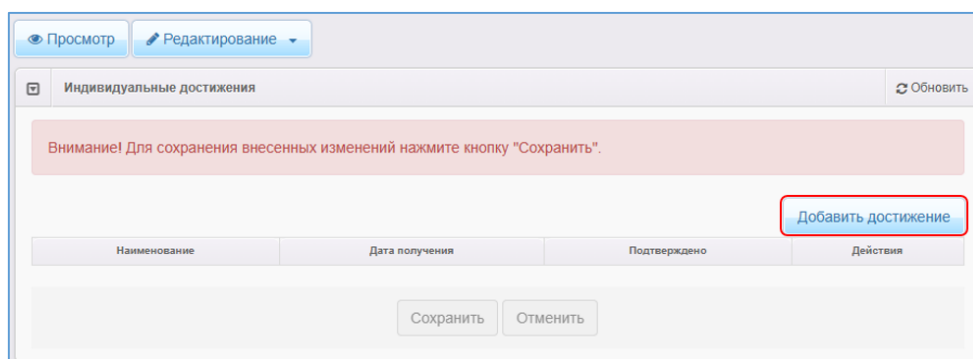 Просмотр Редактирование
Индивидуальные достижения Обновить
Внимание! Для сохранения внесенных изменений нажмите кнопку "Сохранить".
Добавить достижение
Наименование Дата получения Подтверждено Действия
Сохранить Отменить